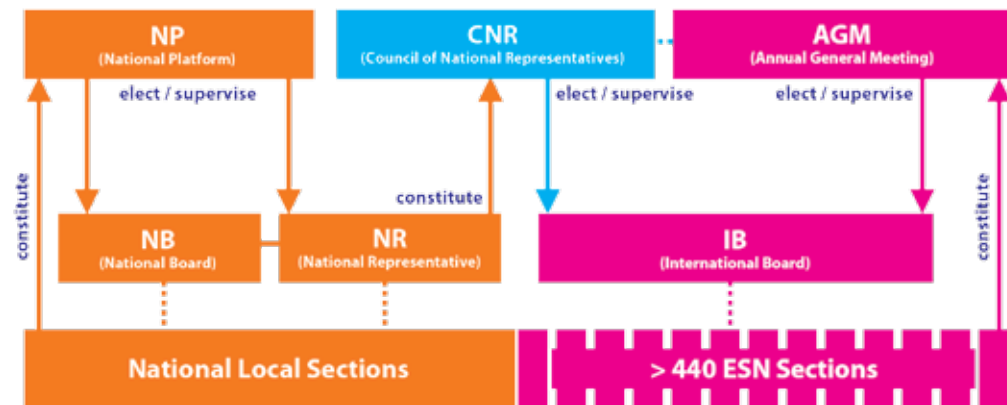 NP
(National Platform)
CNR
(Council of National Representatives)
AGM
(Annual General Meeting)
elect / supervise
elect / supervise
elect / supervise
constitute
constitute
constitute
NB
(National Board)
NR
(National Representative)
IB
(International Board)
National Local Sections
> 440 ESN Sections